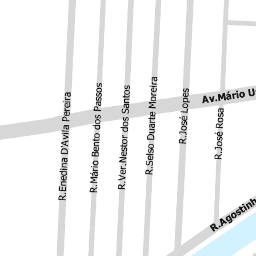 R.Enedina D'Avila Pereira
R.Mário Bento dos Passos
R.Ver.Nestor dos Santos
R.Selso Duarte Moreira
R.José Lopes
R.José Rosa
Av.Mário U
R.Agostinh